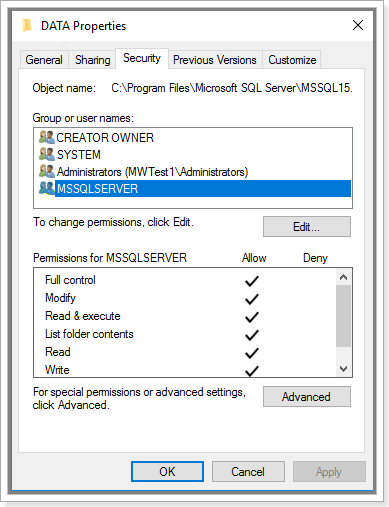 DATA Properties
General Sharing Security Previous Versions Customize
Object name: C:\Program Files\Microsoft SQL Server\MSSQL15.
Group or user names:
CREATOR OWNER
SYSTEM
Administrators (MWTest1\Administrators)
MSSQLSERVER
To change permissions, click Edit.
Edit...
Permissions for MSSQLSERVER Allow Deny
Full control
Modify
Read & execute
List folder contents
Read
Write
For special permissions or advanced settings,
click Advanced.
Advanced
OK Cancel Apply